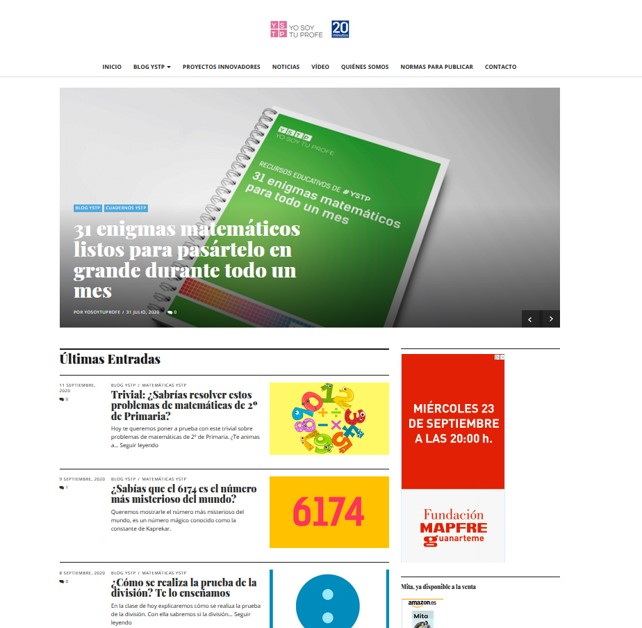 YSTP YO SOY TU PROFE 20 minutos
INICIO BLOG YSTP PROYECTOS INNOVADORES NOTICIAS VÍDEO QUIÉNES SOMOS NORMAS PARA PUBLICAR CONTACTO
YSTP
YO SOY TU PROFE
RECURSOS EDUCATIVOS DE #YSTP
31 enigmas matemáticos
para todo un mes
BLOG YSTP CUADERNOS YSTP
31 enigmas matemáticos
listos para pasártelo en
grande durante todo un
mes
POR YOSOYTUPROFE / 31 JULIO, 2020 0
Últimas Entradas
11 SEPTIEMBRE,
2020
0
BLOG YSTP / MATEMÁTICAS YSTP
Trivial: ¿Sabrías resolver estos
problemas de matemáticas de 2º
de Primaria?
Hoy te queremos poner a prueba con este trivial sobre
problemas de matemáticas de 2º de Primaria. ¿Te animas
a... Seguir leyendo
9 SEPTIEMBRE, 2020
1
BLOG YSTP / MATEMÁTICAS YSTP
¿Sabías que el 6174 es el número
más misterioso del mundo?
Queremos mostrarle el número más misterioso del
mundo, es un número mágico conocido como la
constante de Kaprekar.
6174
8 SEPTIEMBRE, 2020
0
BLOG YSTP / MATEMÁTICAS YSTP
¿Cómo se realiza la prueba de la
división? Te lo enseñamos
En la clase de hoy explicaremos cómo se realiza la prueba
de la división. Con ella sabremos si la división... Seguir
leyendo
MIÉRCOLES 23
DE SEPTIEMBRE
A LAS 20:00 h.
Fundación
MAPFRE
guanarteme
Mita, ya disponible a la venta
amazon.es
Mita